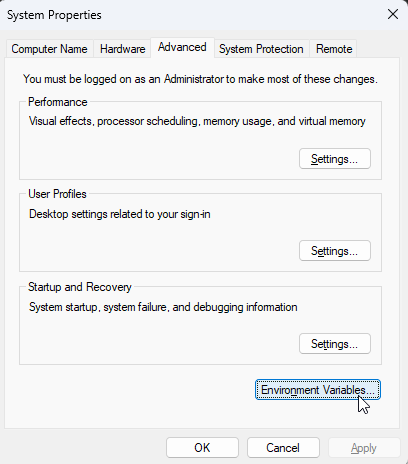 System Properties
Computer Name
Hardware
Advanced
System Protection
Remote
You must be logged on as an Administrator to make most of these changes.
Performance
Visual effects, processor scheduling, memory usage, and virtual memory
Settings...
User Profiles
Desktop settings related to your sign-in
Settings...
Startup and Recovery
System startup, system failure, and debugging information
Settings...
Environment Variables...
OK
Cancel
Apply